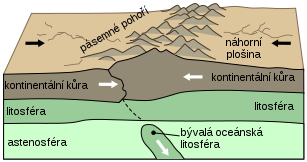 pásemné pohoří
náhorní
plošina
kontinentální kůra
kontinentální kůra
litosféra
litosféra
astenosféra
bývalá oceánská
litosféra